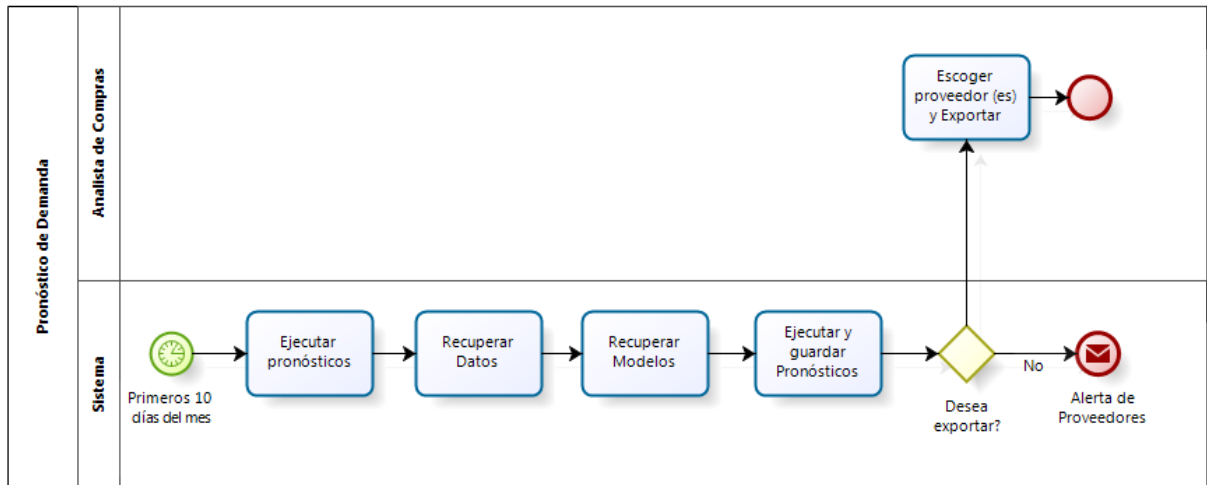 Pronóstico de Demanda
Analista de Compras
Escoger
proveedor (es)
y Exportar
Sistema
Primeros 10
días del mes
Ejecutar
pronósticos
Recuperar
Datos
Recuperar
Modelos
Ejecutar y
guardar
Pronósticos
Desea
exportar?
No
Alerta de
Proveedores